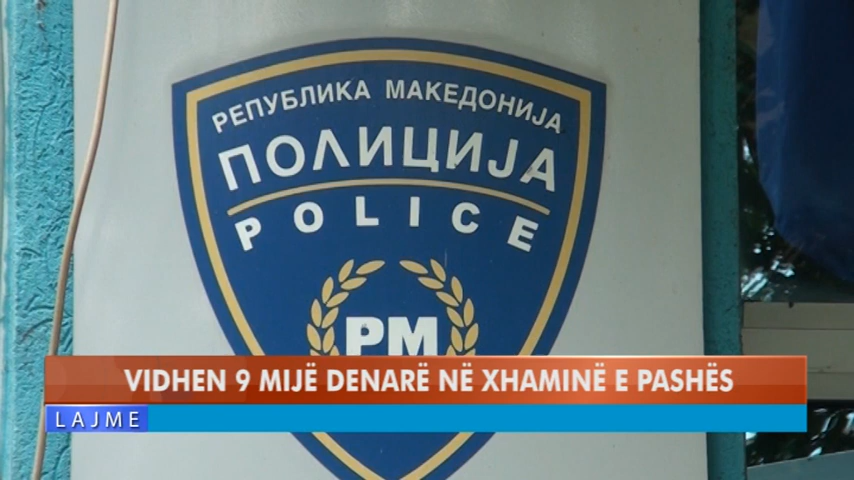 РЕПУБЛИКА МАКЕДОНИЈА
ПОЛИЦИЈА
POLICE
РМ
VIDHEN 9 MIJË DENARË NË XHAMINË E PASHËS
LAJME